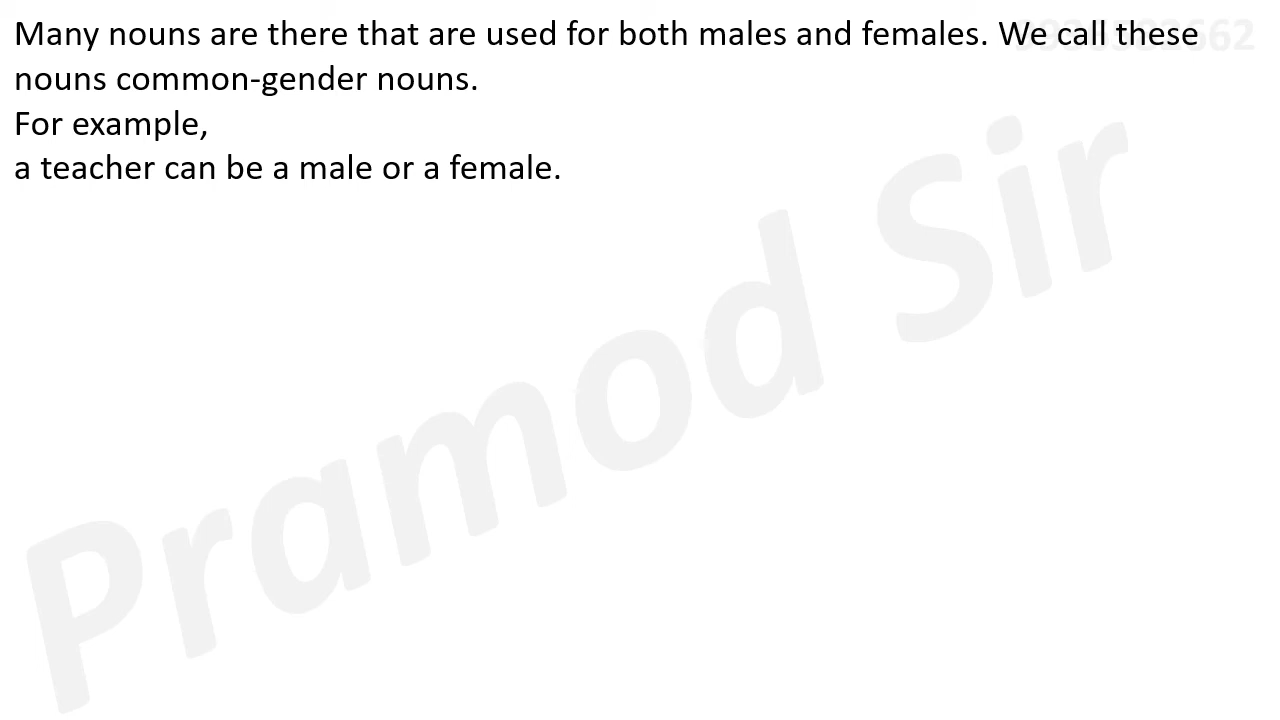 Many nouns are there that are used for both males and females. We call these
nouns common-gender nouns.
For example,
a teacher can be a male or a female.
Pramod Sir